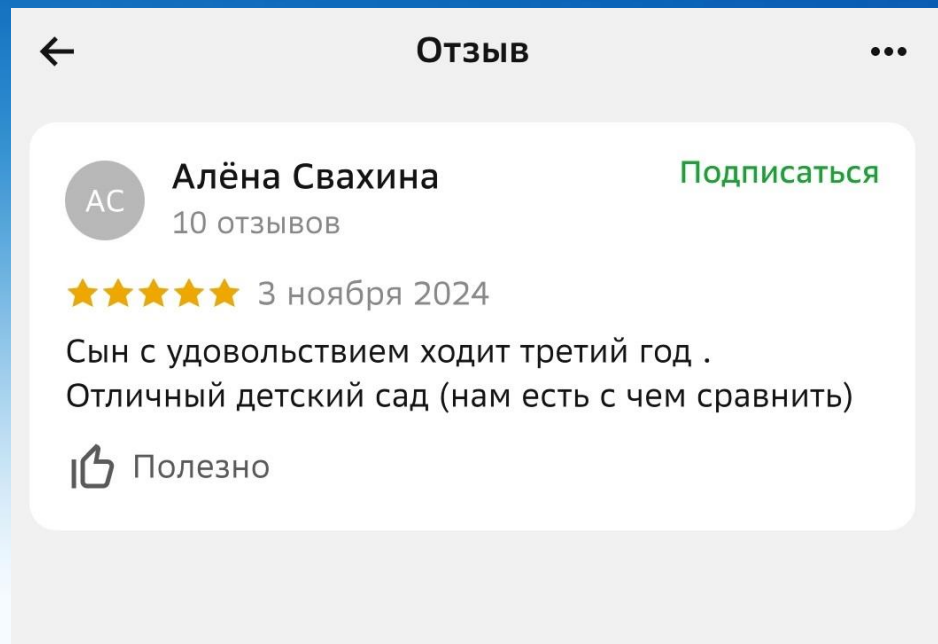 Отзыв
АС
Алёна Свахина
Подписаться
10 отзывов
3 ноября 2024
Сын с удовольствием ходит третий год .
Отличный детский сад (нам есть с чем сравнить)
Полезно